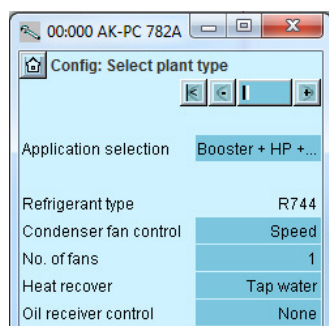 00:000 AK-PC 782A
Config: Select plant type
Application selection Booster + HP +...
Refrigerant type R744
Condenser fan control Speed
No. of fans 1
Heat recover Tap water
Oil receiver control None